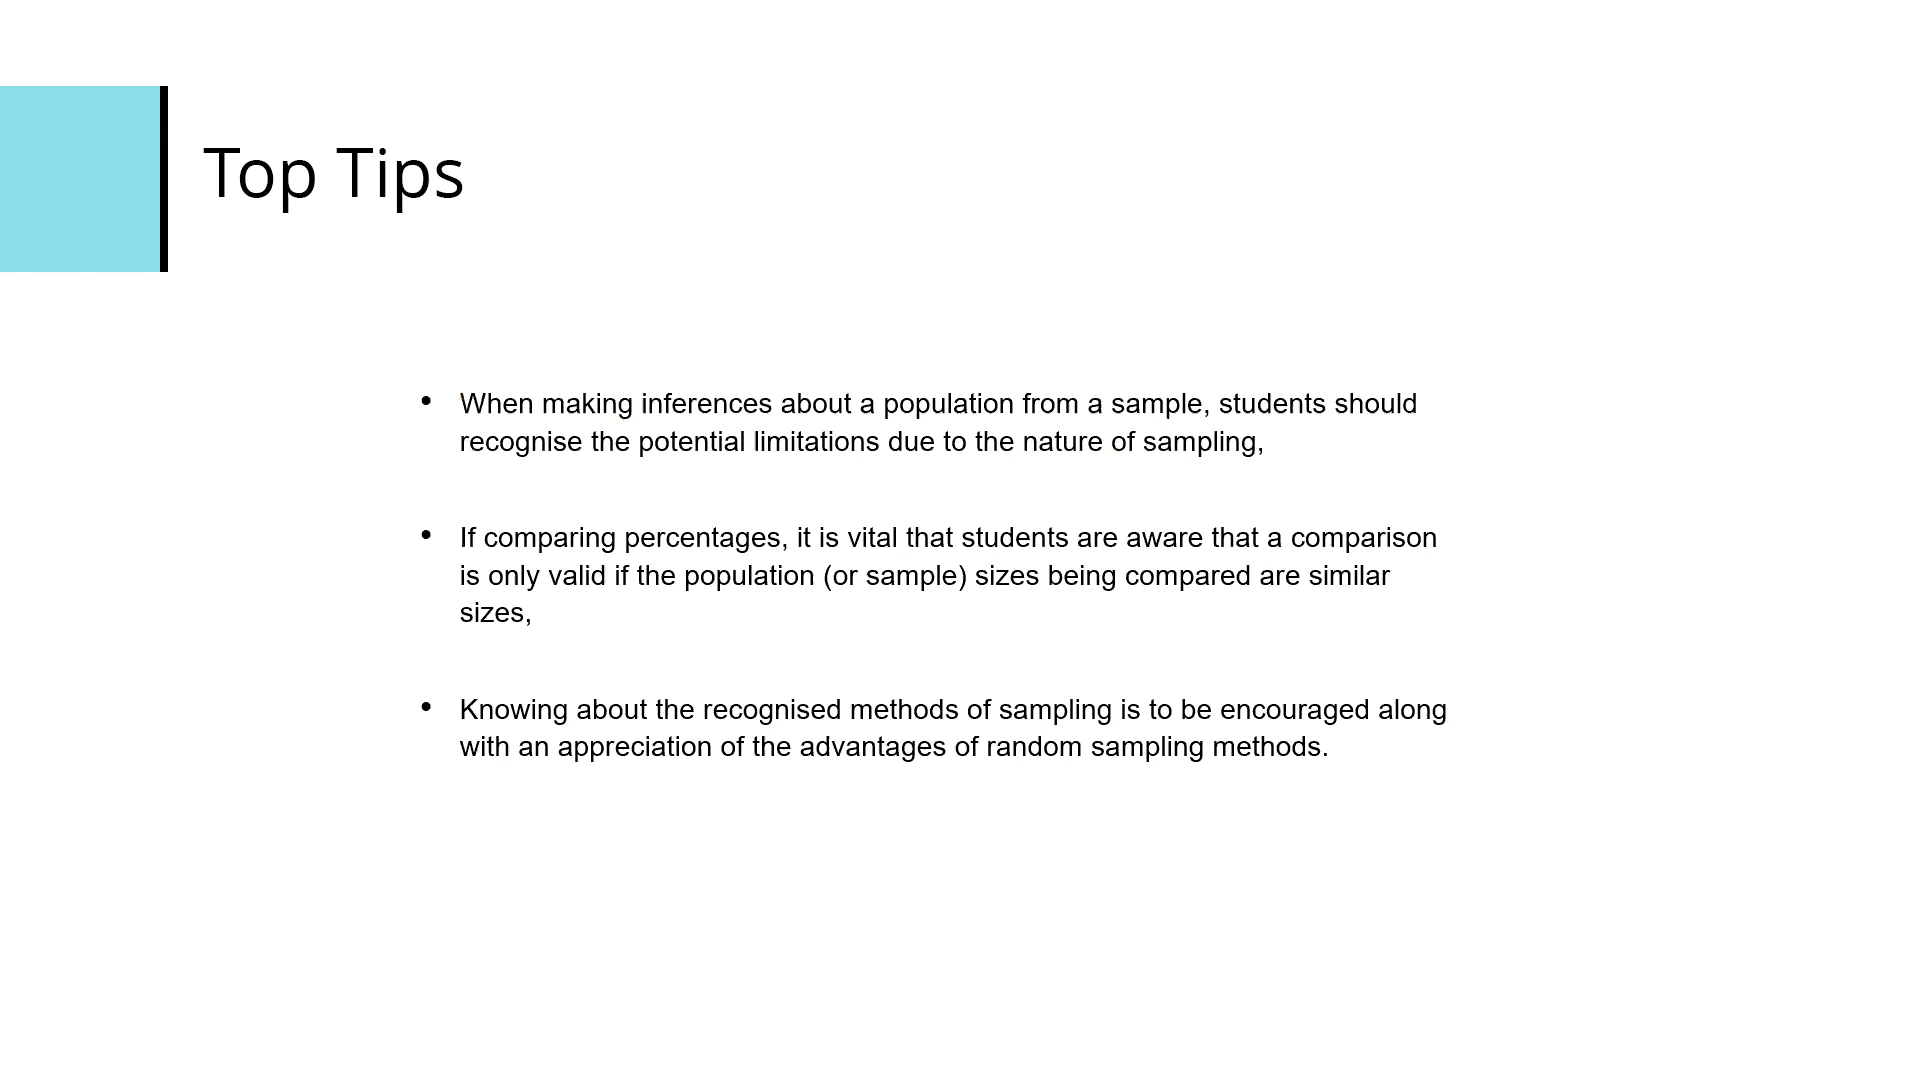 Top Tips
• When making inferences about a population from a sample, students should
recognise the potential limitations due to the nature of sampling,
• If comparing percentages, it is vital that students are aware that a comparison
is only valid if the population (or sample) sizes being compared are similar
sizes,
• Knowing about the recognised methods of sampling is to be encouraged along
with an appreciation of the advantages of random sampling methods.